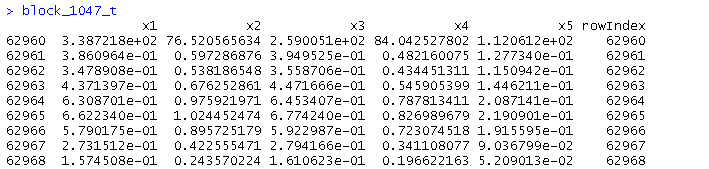 > block_1047_t
x1 x2 x3 x4 x5 rowIndex
62960 3.387218e+02 76.520565634 2.590051e+02 84.042527802 1.120612e+02 62960
62961 3.860964e-01 0.597286876 3.949525e-01 0.482160075 1.277340e-01 62961
62962 3.478908e-01 0.538186548 3.558706e-01 0.434451311 1.150942e-01 62962
62963 4.371397e-01 0.676252861 4.471666e-01 0.545905399 1.446211e-01 62963
62964 6.308701e-01 0.975921971 6.453407e-01 0.787813411 2.087141e-01 62964
62965 6.622340e-01 1.024452474 6.774240e-01 0.826989679 2.190901e-01 62965
62966 5.790175e-01 0.895725179 5.922987e-01 0.723074518 1.915595e-01 62966
62967 2.731512e-01 0.422555471 2.794166e-01 0.341108077 9.036799e-02 62967
62968 1.574508e-01 0.243570224 1.610623e-01 0.196622163 5.209013e-02 62968